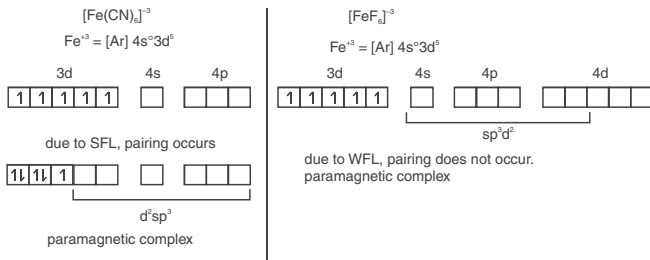 [Fe(CN)₆]⁻³
Fe⁺³ = [Ar] 4s°3d⁵
3d 4s 4p
1 1 1 1 1
due to SFL, pairing occurs
1⇂ 1⇂ 1
d²sp³
paramagnetic complex
[FeF₆]⁻³
Fe⁺³ = [Ar] 4s°3d⁵
3d 4s 4p 4d
1 1 1 1 1
sp³d²
due to WFL, pairing does not occur.
paramagnetic complex